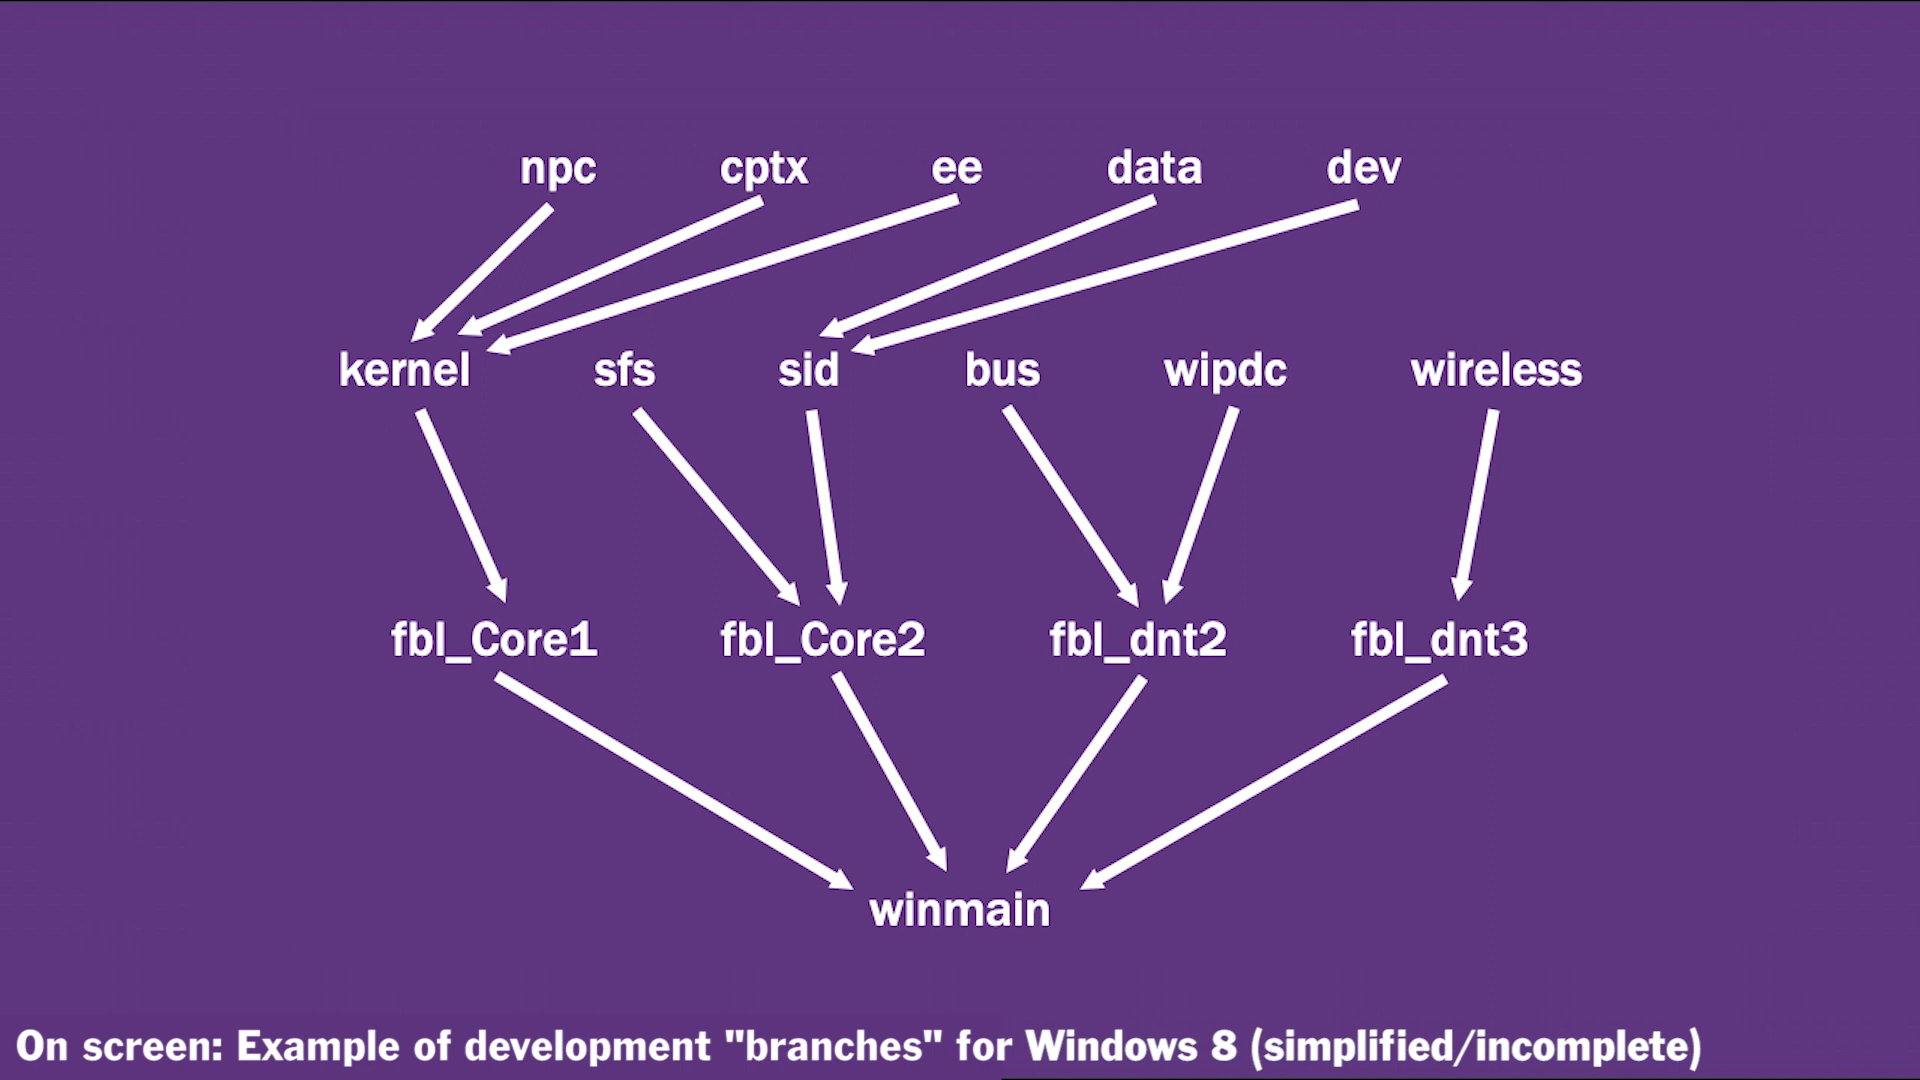 npc cptx ee data dev
kernel sfs sid bus wipdc wireless
fbl_Core1 fbl_Core2 fbl_dnt2 fbl_dnt3
winmain
On screen: Example of development "branches" for Windows 8 (simplified/incomplete)